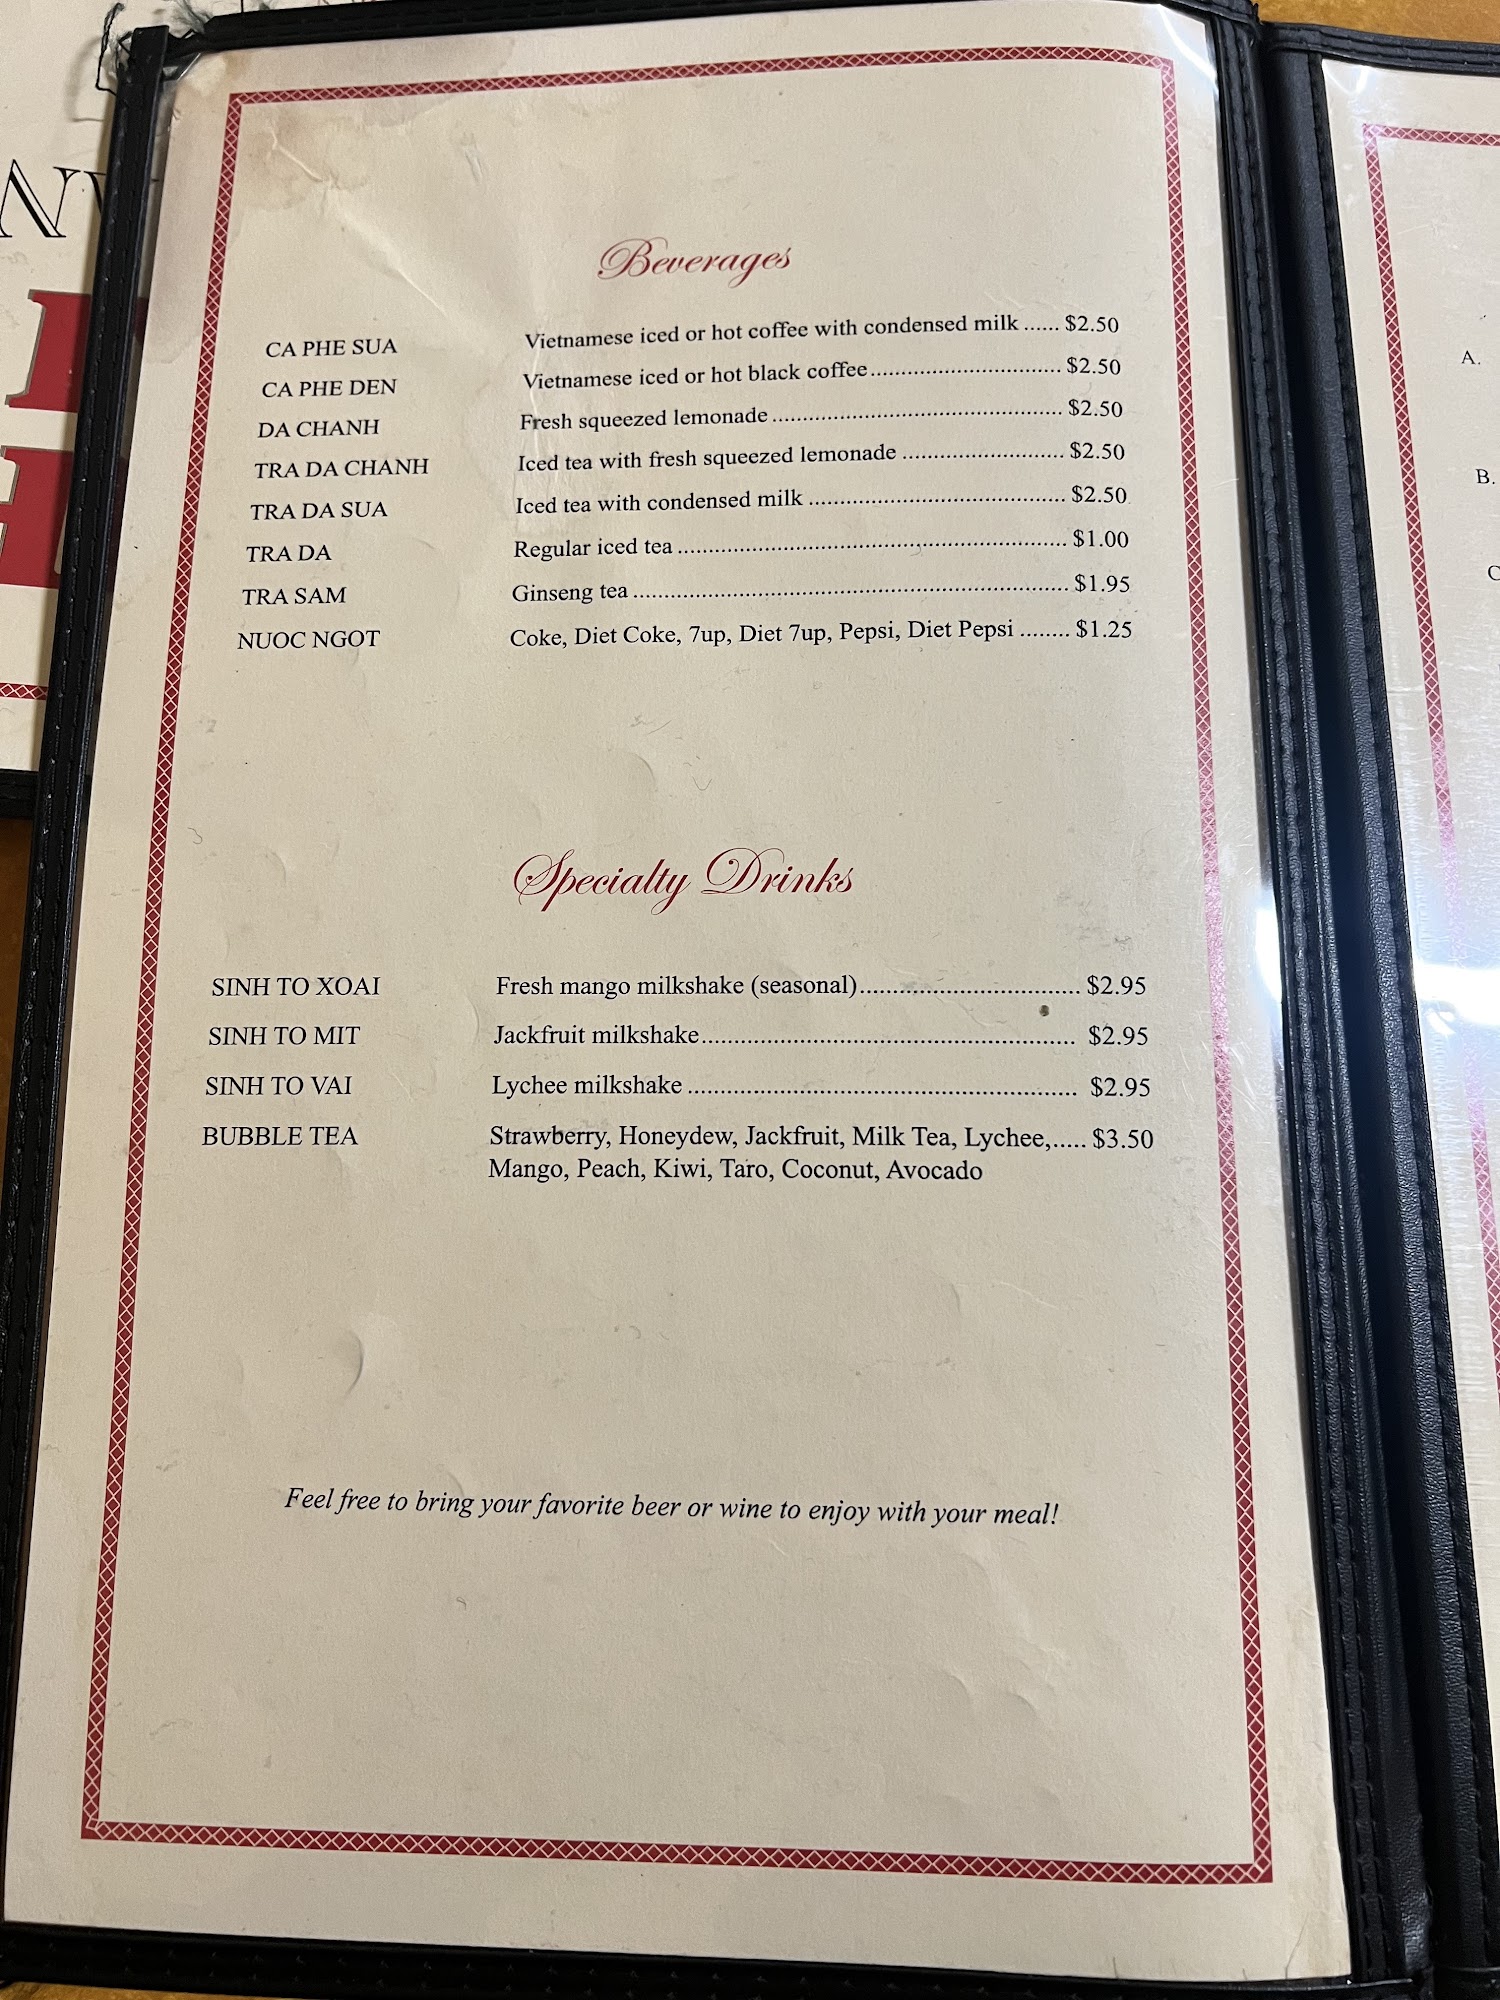 Beverages
CA PHE SUA Vietnamese iced or hot coffee with condensed milk ...... $2.50
CA PHE DEN Vietnamese iced or hot black coffee.............................. $2.50
DA CHANH Fresh squeezed lemonade .............................................. $2.50
TRA DA CHANH Iced tea with fresh squeezed lemonade .......................... $2.50
TRA DA SUA Iced tea with condensed milk ......................................... $2.50
TRA DA Regular iced tea .............................................................. $1.00
TRA SAM Ginseng tea ...................................................................... $1.95
NUOC NGOT Coke, Diet Coke, 7up, Diet 7up, Pepsi, Diet Pepsi ........ $1.25
Specialty Drinks
SINH TO XOAI Fresh mango milkshake (seasonal).................................. $2.95
SINH TO MIT Jackfruit milkshake.......................................................... $2.95
SINH TO VAI Lychee milkshake ............................................................ $2.95
BUBBLE TEA Strawberry, Honeydew, Jackfruit, Milk Tea, Lychee,..... $3.50
Mango, Peach, Kiwi, Taro, Coconut, Avocado
Feel free to bring your favorite beer or wine to enjoy with your meal!
A.
B.